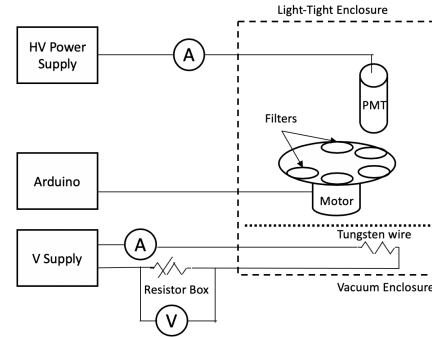 Light-Tight Enclosure
HV Power
Supply
A
PMT
Filters
Arduino
Motor
Tungsten wire
V Supply
A
Resistor Box
Vacuum Enclosure
V